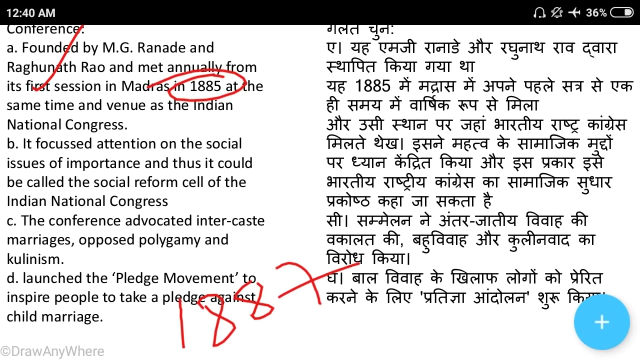 12:40 AM
36%
Conference:
a. Founded by M.G. Ranade and
Raghunath Rao and met annually from
its first session in Madras in 1885 at the
same time and venue as the Indian
National Congress.
b. It focussed attention on the social
issues of importance and thus it could
be called the social reform cell of the
Indian National Congress
c. The conference advocated inter-caste
marriages, opposed polygamy and
kulinism.
d. launched the ‘Pledge Movement’ to
inspire people to take a pledge against
child marriage.
गलत चुनें:
ए। यह एमजी रानाडे और रघुनाथ राव द्वारा
स्थापित किया गया था
यह 1885 में मद्रास में अपने पहले सत्र से एक
ही समय में वार्षिक रूप से मिला
और उसी स्थान पर जहां भारतीय राष्ट्र कांग्रेस
मिलते थेख। इसने महत्व के सामाजिक मुद्दों
पर ध्यान केंद्रित किया और इस प्रकार इसे
भारतीय राष्ट्रीय कांग्रेस का सामाजिक सुधार
प्रकोष्ठ कहा जा सकता है
सी। सम्मेलन ने अंतर-जातीय विवाह की
वकालत की, बहुविवाह और कुलीनवाद का
विरोध किया।
घ। बाल विवाह के खिलाफ लोगों को प्रेरित
करने के लिए 'प्रतिज्ञा आंदोलन' शुरू किया।
1887
+
©DrawAnyWhere